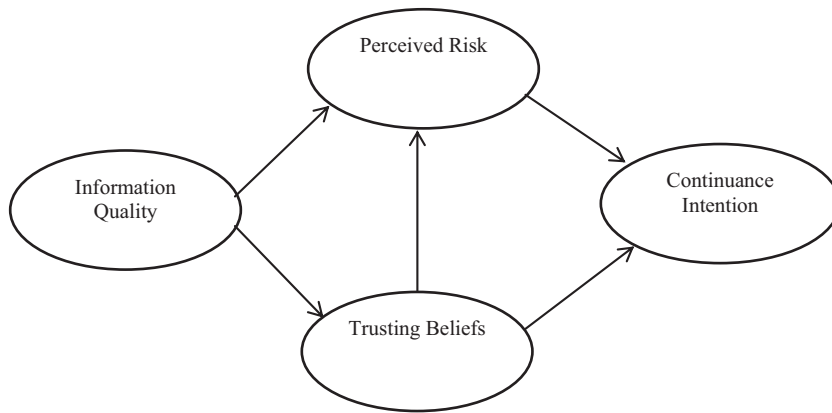 Perceived Risk
Information
Quality
Continuance
Intention
Trusting Beliefs